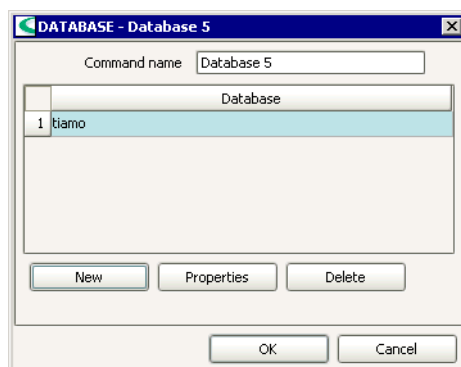 DATABASE - Database 5
Command name Database 5
Database
1 tiamo
New Properties Delete
OK Cancel